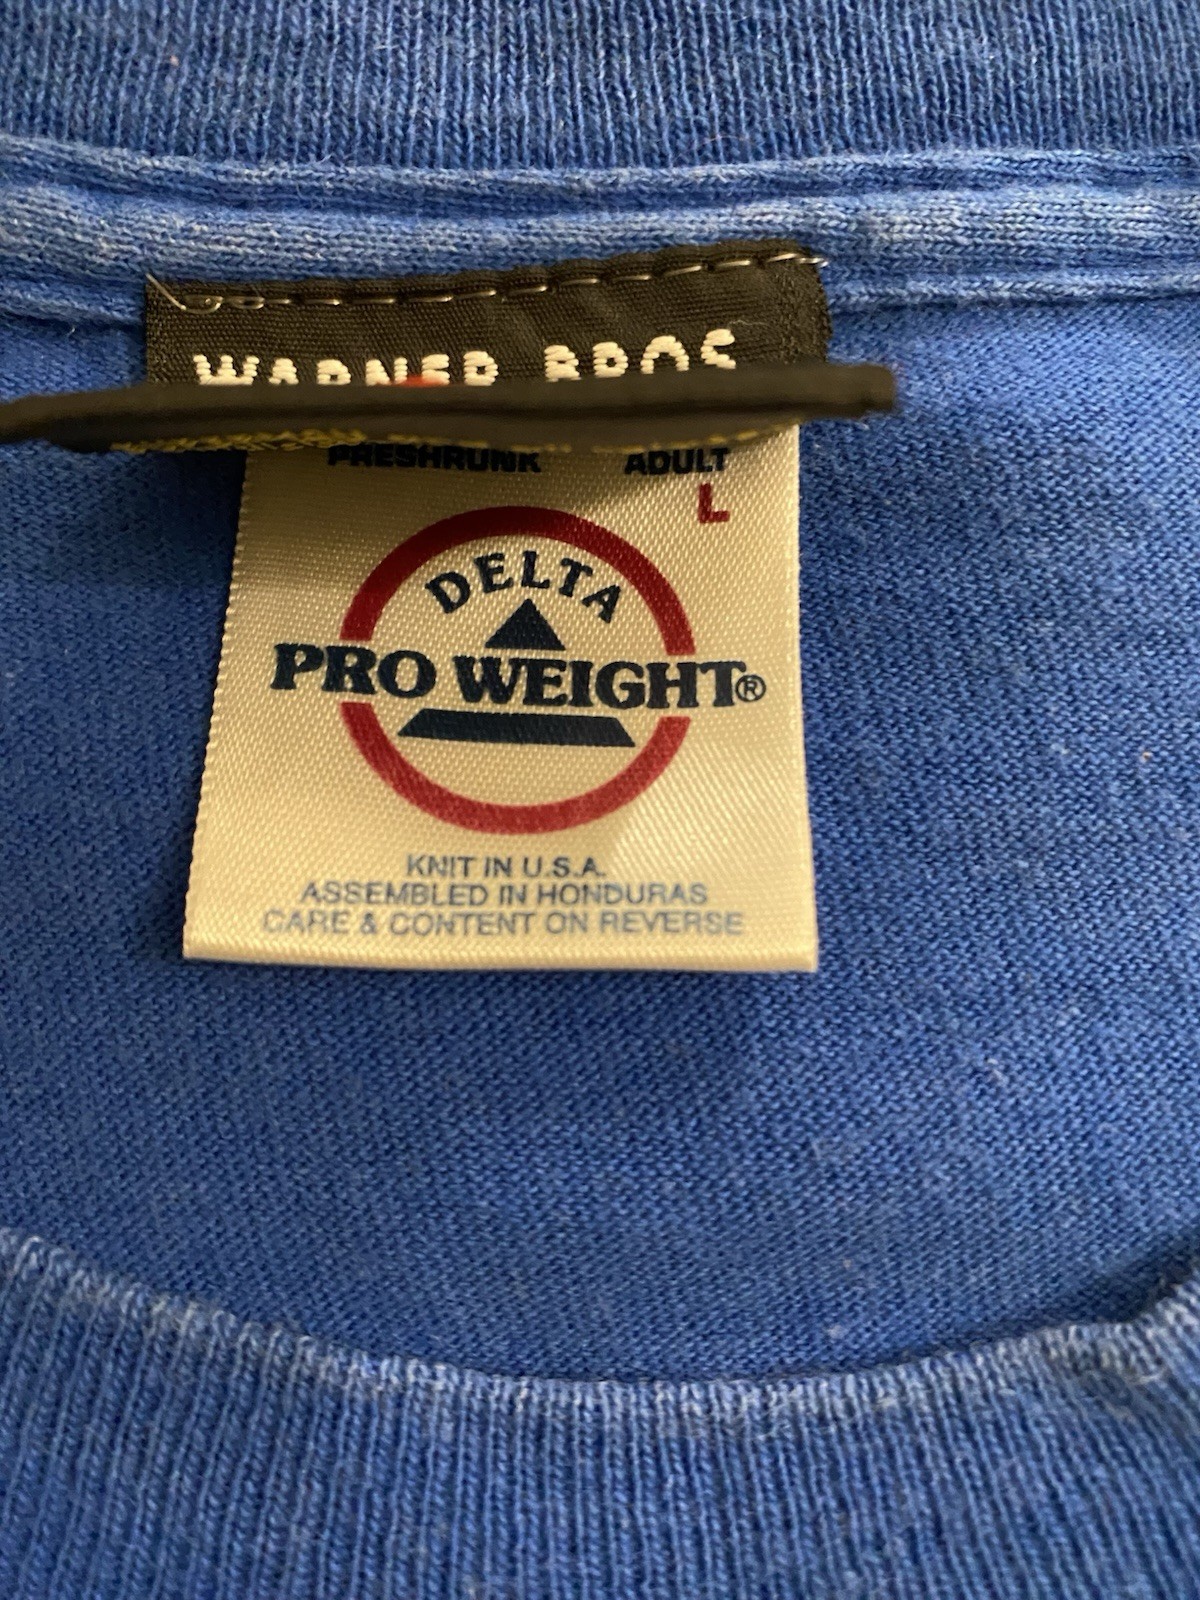 WARNER BROS
PRESHRUNK ADULT
L
DELTA
PRO WEIGHT®
KNIT IN U.S.A.
ASSEMBLED IN HONDURAS
CARE & CONTENT ON REVERSE